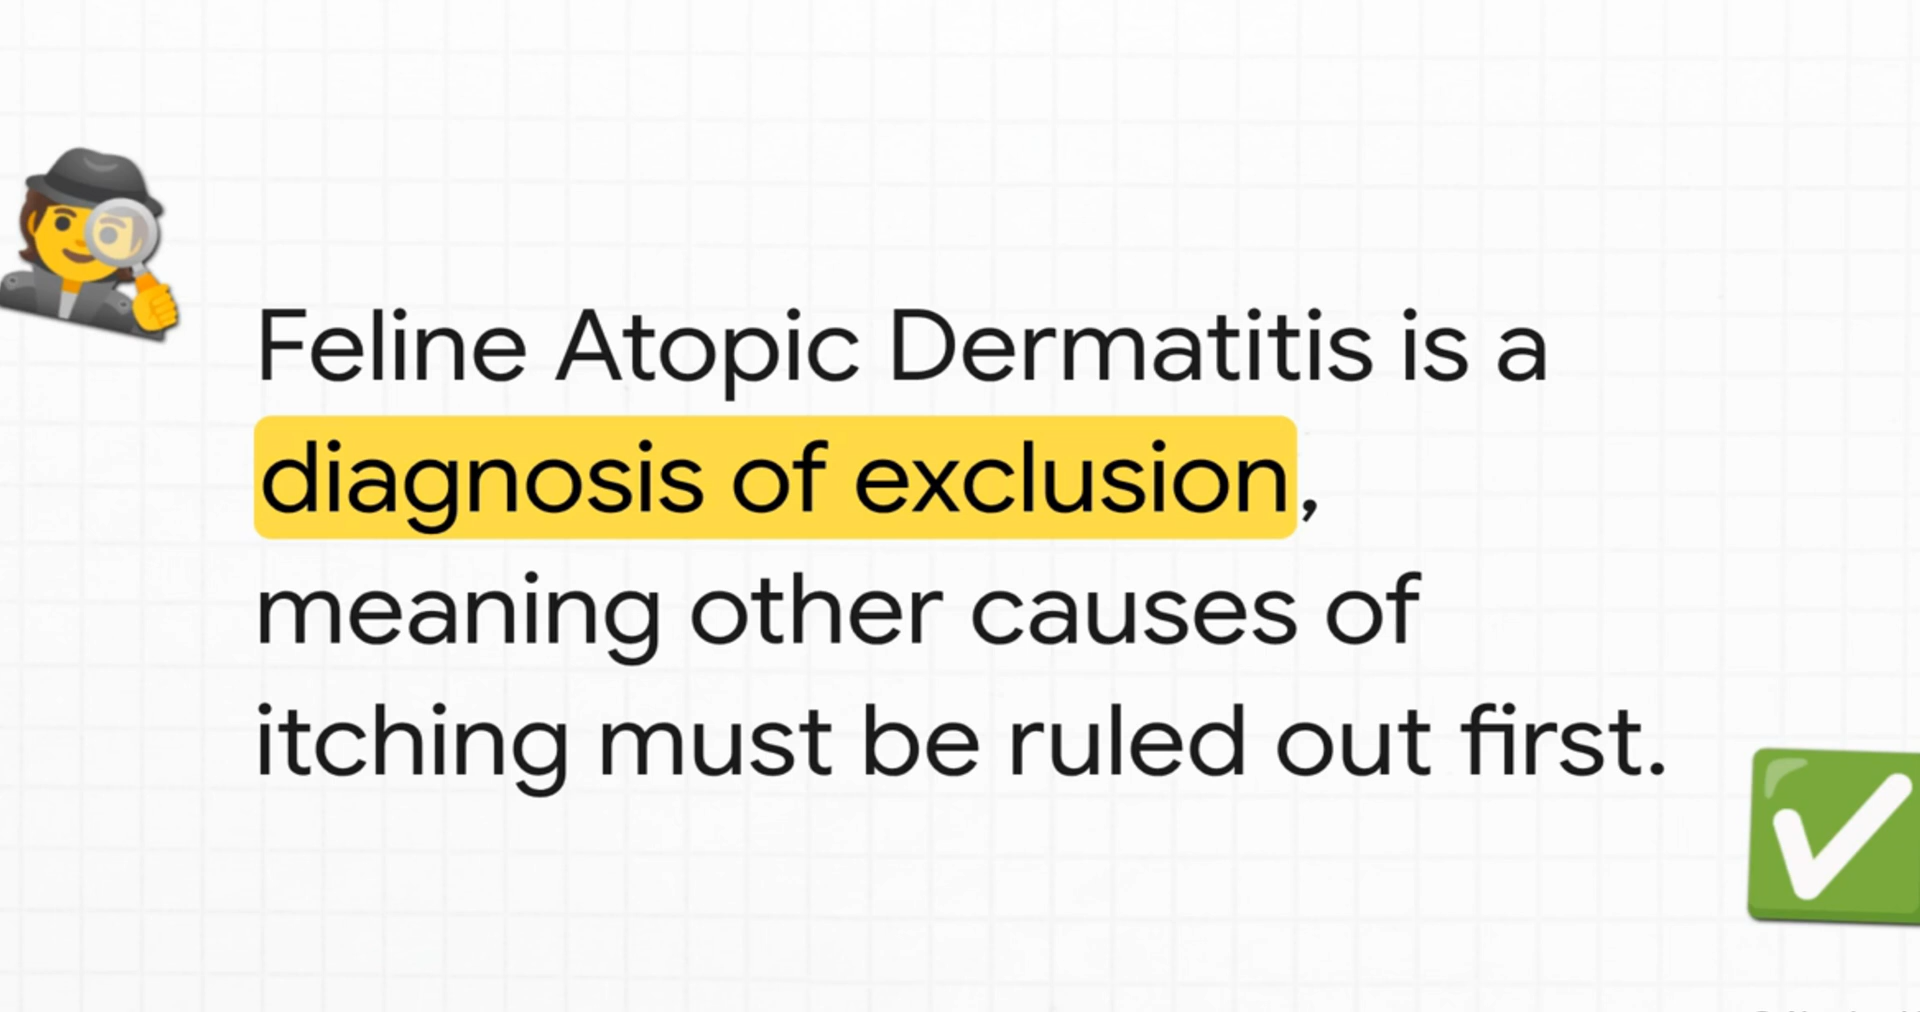 Feline Atopic Dermatitis is a
diagnosis of exclusion,
meaning other causes of
itching must be ruled out first.